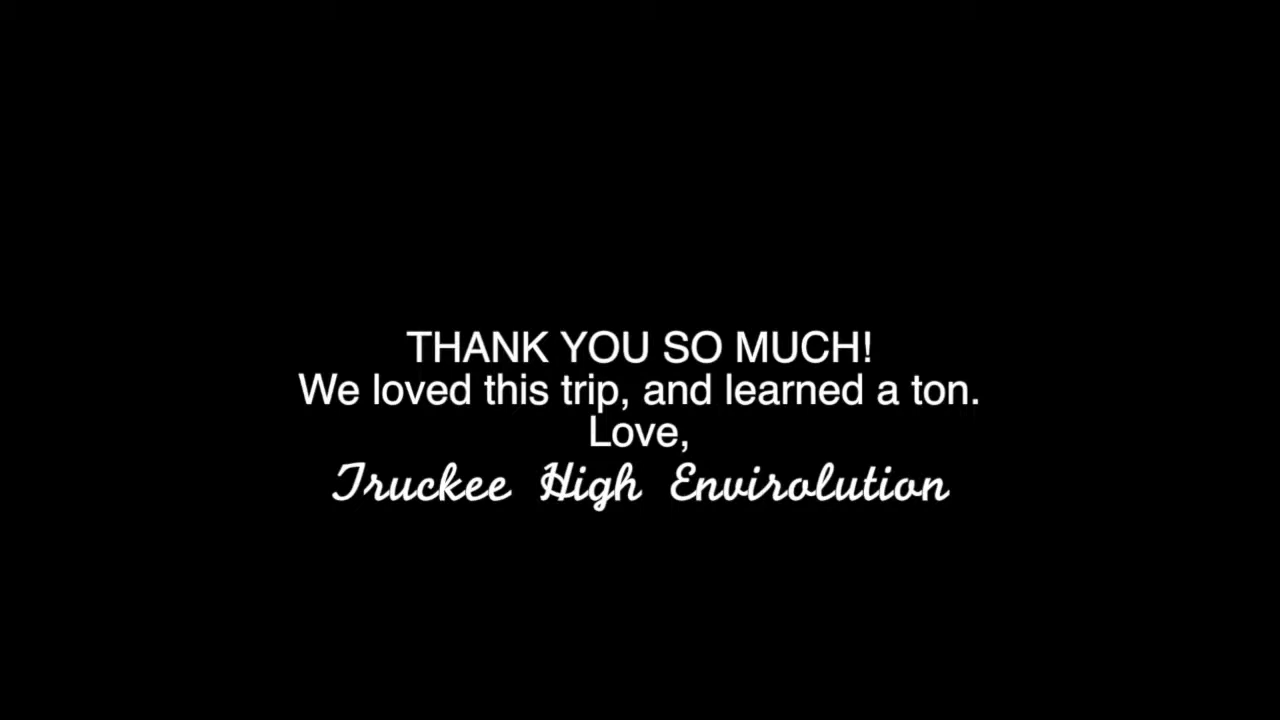 THANK YOU SO MUCH!
We loved this trip, and learned a ton.
Love,
Truckee High Envirolution